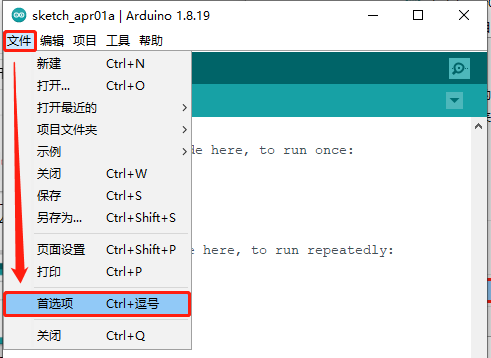 sketch_apr01a | Arduino 1.8.19
文件 编辑 项目 工具 帮助
新建 Ctrl+N
打开... Ctrl+O
打开最近的
项目文件夹
示例
de here, to run once:
关闭 Ctrl+W
保存 Ctrl+S
另存为... Ctrl+Shift+S
页面设置 Ctrl+Shift+P
e here, to run repeatedly:
打印 Ctrl+P
首选项 Ctrl+逗号
关闭 Ctrl+Q